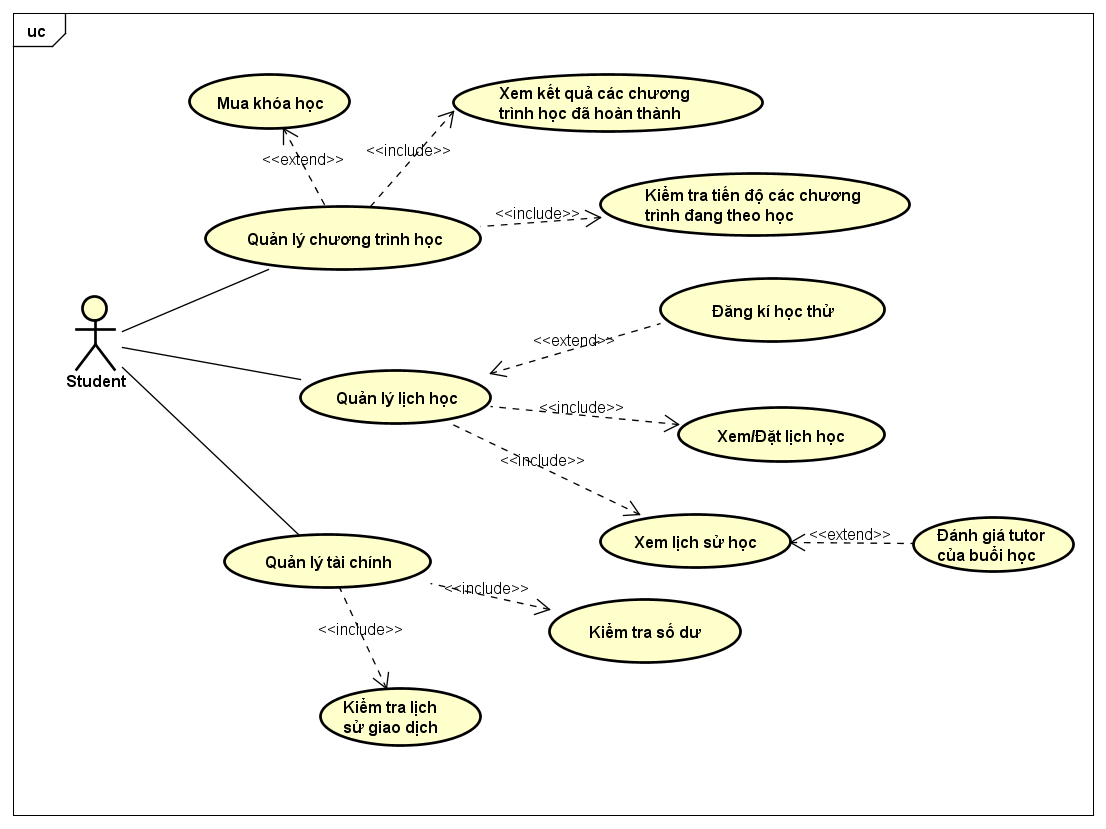 uc
Mua khóa học
Xem kết quả các chương
trình học đã hoàn thành
<<extend>>
<<include>>
Kiểm tra tiến độ các chương
trình đang theo học
<<include>>
Quản lý chương trình học
Đăng kí học thử
<<extend>>
Student
Quản lý lịch học
<<include>>
Xem/Đặt lịch học
<<include>>
Xem lịch sử học
<<extend>>
Đánh giá tutor
của buổi học
Quản lý tài chính
<<include>>
Kiểm tra số dư
<<include>>
Kiểm tra lịch
sử giao dịch